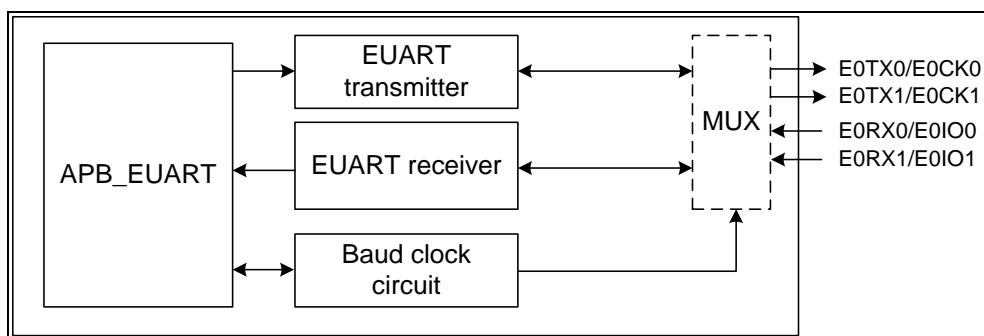 APB_EUART
EUART
transmitter
EUART receiver
Baud clock
circuit
MUX
E0TX0/E0CK0
E0TX1/E0CK1
E0RX0/E0IO0
E0RX1/E0IO1